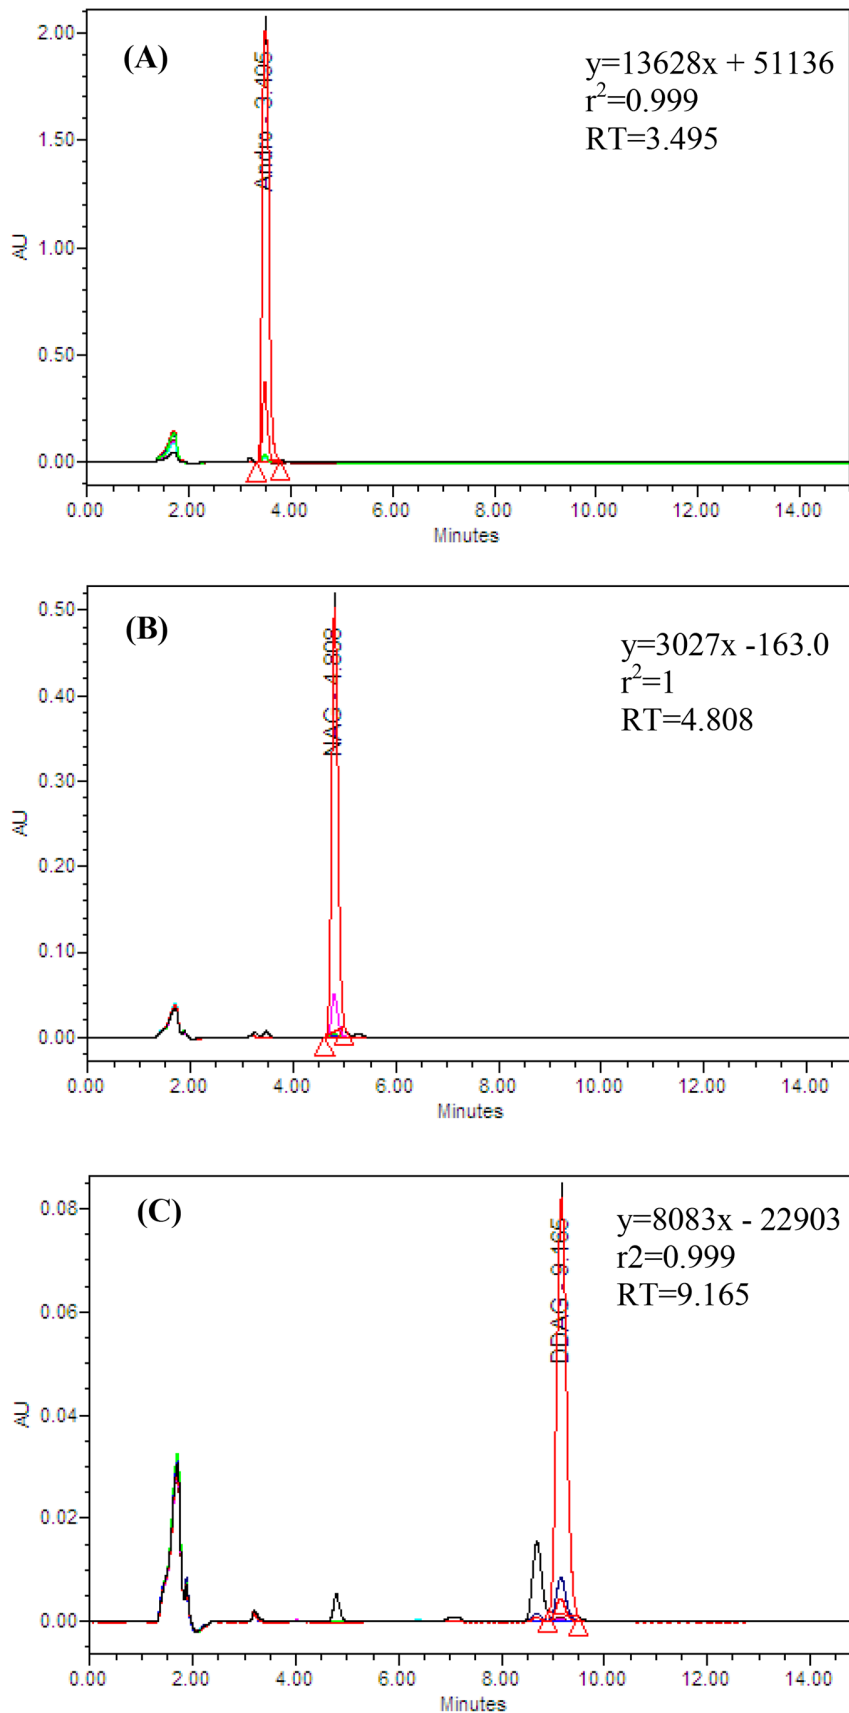 (A)
y=13628x + 51136
r2=0.999
RT=3.495
Andro - 3.495
AU
2.00
1.50
1.00
0.50
0.00
0.00 2.00 4.00 6.00 8.00 10.00 12.00 14.00
Minutes
(B)
y=3027x -163.0
r2=1
RT=4.808
NAG - 4.808
AU
0.50
0.40
0.30
0.20
0.10
0.00
0.00 2.00 4.00 6.00 8.00 10.00 12.00 14.00
Minutes
(C)
y=8083x - 22903
r2=0.999
RT=9.165
DDAG - 9.165
AU
0.08
0.06
0.04
0.02
0.00
0.00 2.00 4.00 6.00 8.00 10.00 12.00 14.00
Minutes